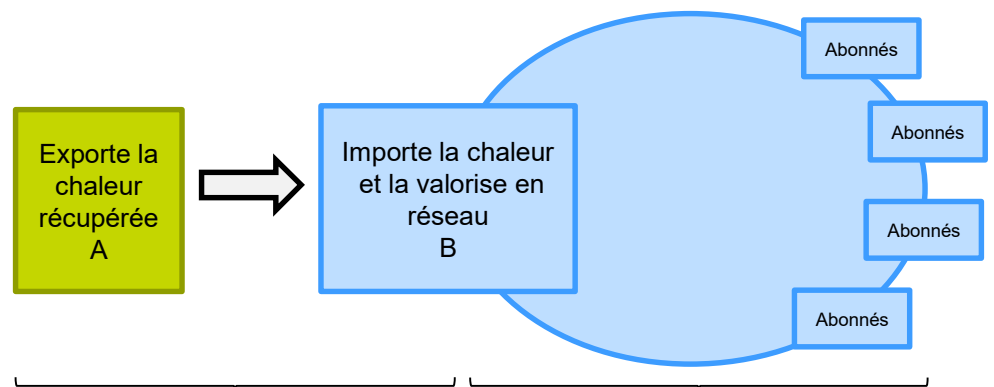 Exporte la
chaleur
récupérée
A
Importe la chaleur
et la valorise en
réseau
B
Abonnés
Abonnés
Abonnés
Abonnés